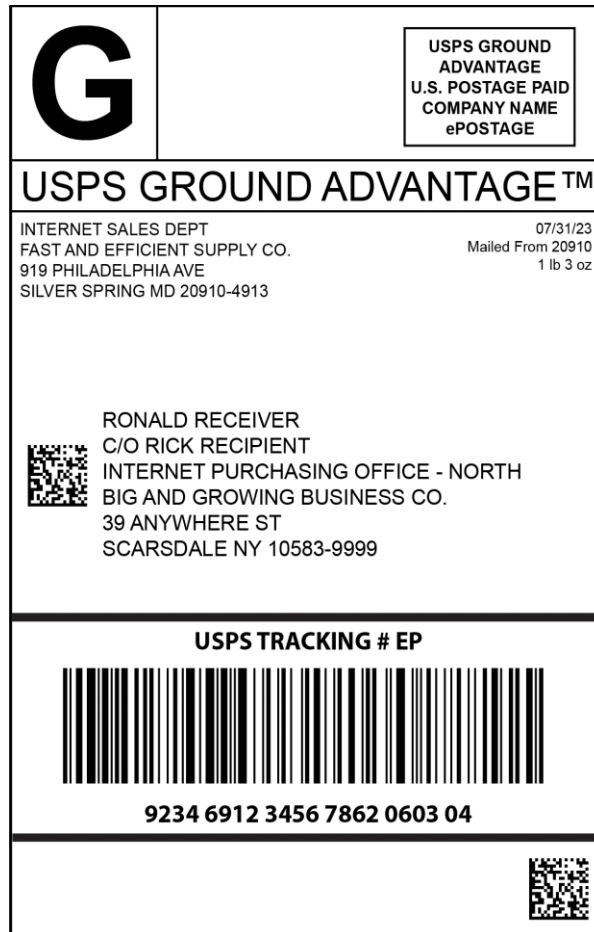 G
USPS GROUND
ADVANTAGE
U.S. POSTAGE PAID
COMPANY NAME
ePOSTAGE
USPS GROUND ADVANTAGE™
INTERNET SALES DEPT
FAST AND EFFICIENT SUPPLY CO.
919 PHILADELPHIA AVE
SILVER SPRING MD 20910-4913
07/31/23
Mailed From 20910
1 lb 3 oz
RONALD RECEIVER
C/O RICK RECIPIENT
INTERNET PURCHASING OFFICE - NORTH
BIG AND GROWING BUSINESS CO.
39 ANYWHERE ST
SCARSDALE NY 10583-9999
USPS TRACKING # EP
9234 6912 3456 7862 0603 04